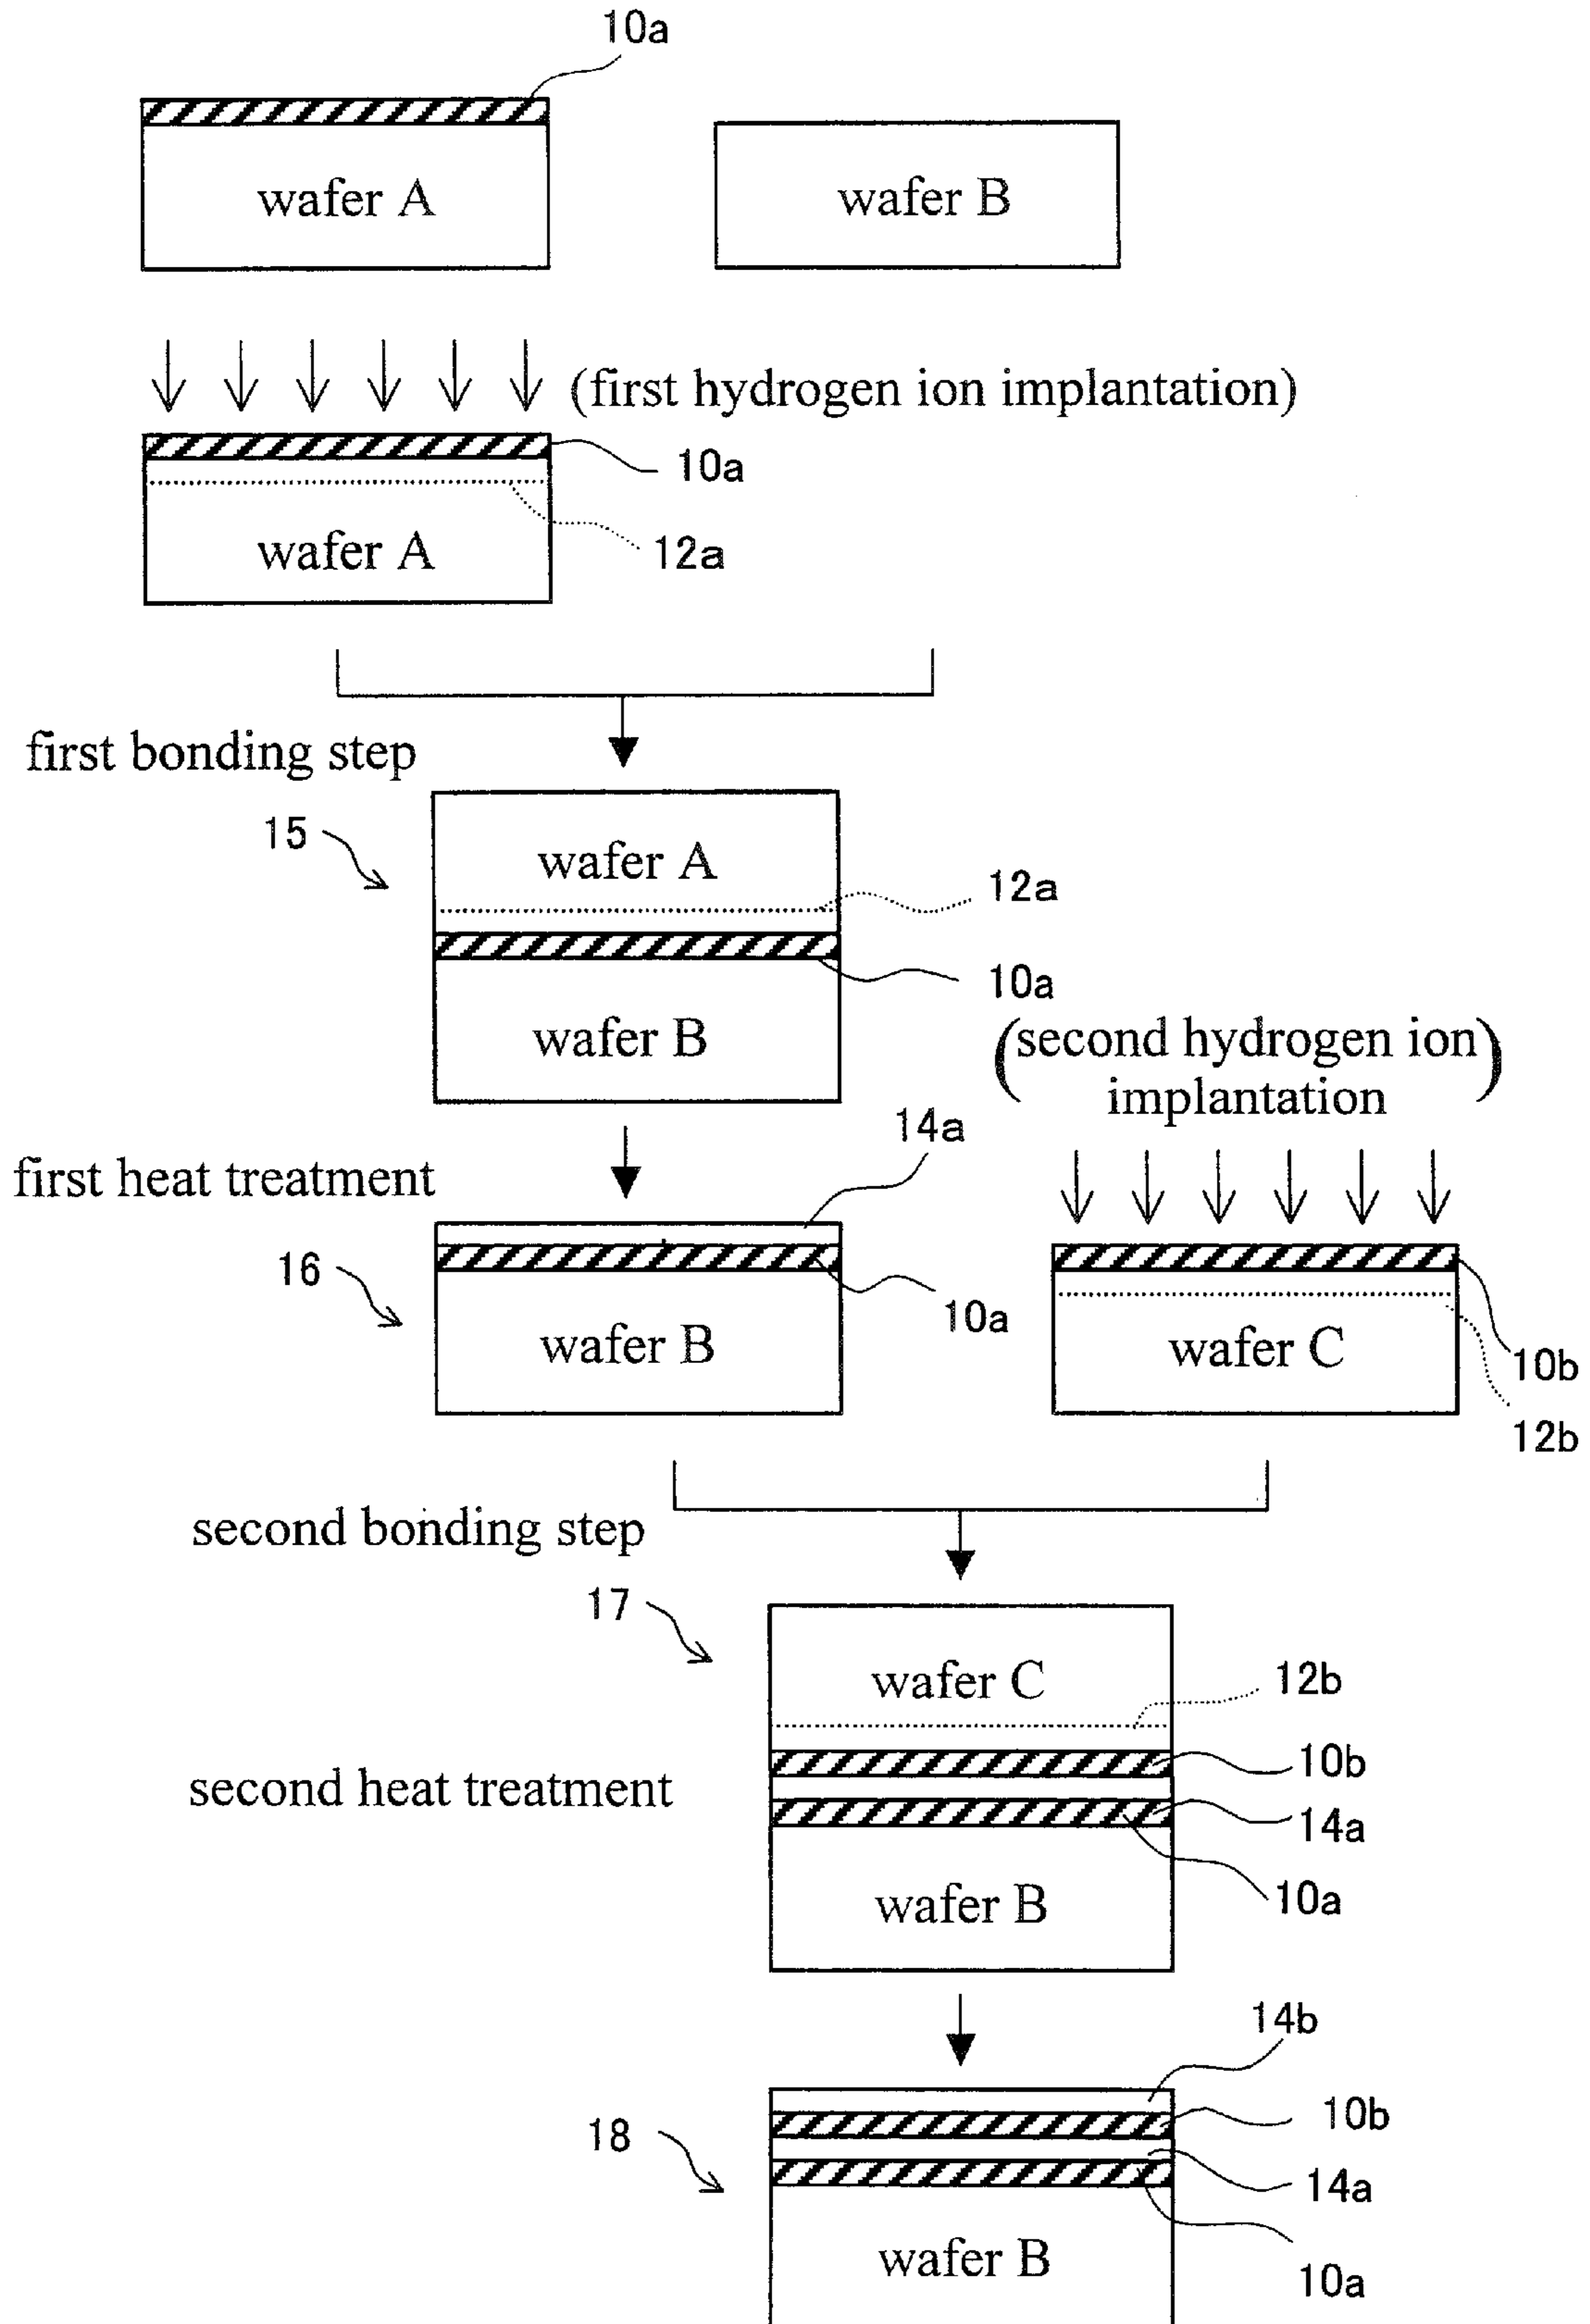 10a
wafer A
wafer B
(first hydrogen ion implantation)
10a
wafer A
12a
first bonding step
15
wafer A
12a
10a
wafer B
(second hydrogen ion)
implantation
14a
first heat treatment
16
10a
wafer B
wafer C
10b
12b
second bonding step
17
wafer C
12b
10b
second heat treatment
14a
10a
wafer B
14b
10b
18
14a
wafer B
10a